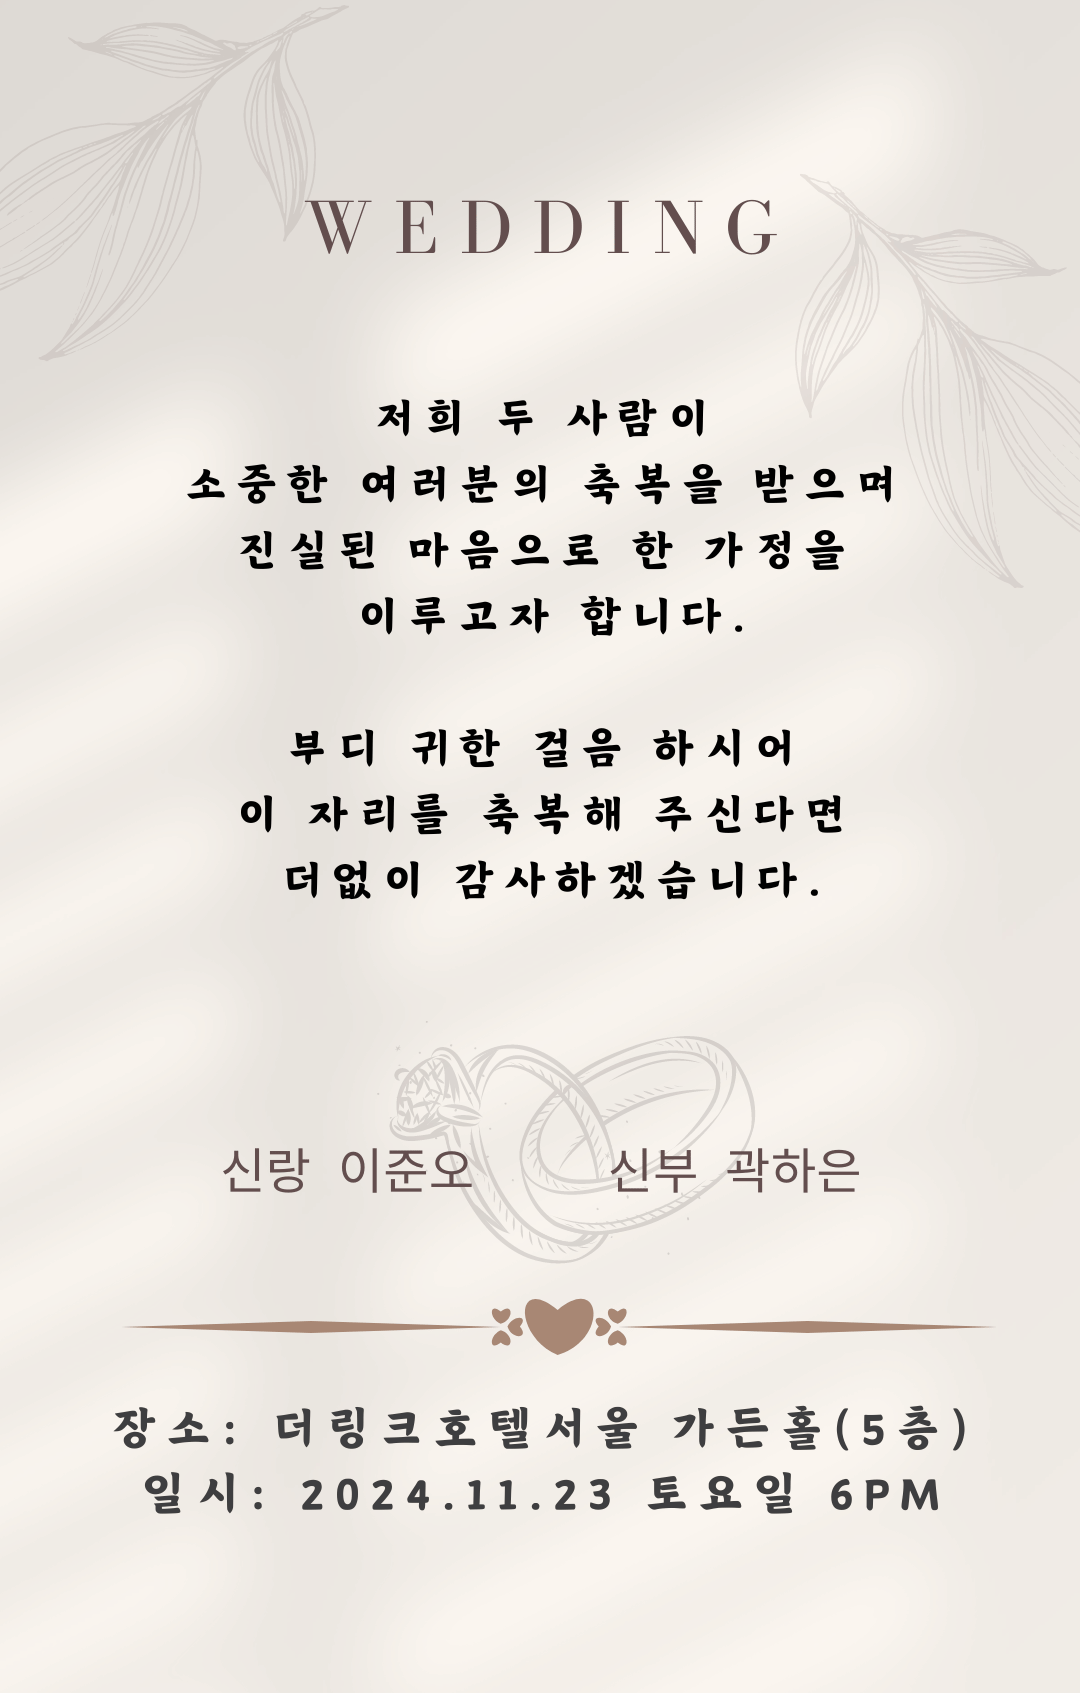 WEDDING
저희 두 사람이
소중한 여러분의 축복을 받으며
진실된 마음으로 한 가정을
이루고자 합니다.
부디 귀한 걸음 하시어
이 자리를 축복해 주신다면
더없이 감사하겠습니다.
신랑 이준오 신부 곽하은
장소: 더링크호텔서울 가든홀(5층)
일시: 2024.11.23 토요일 6PM